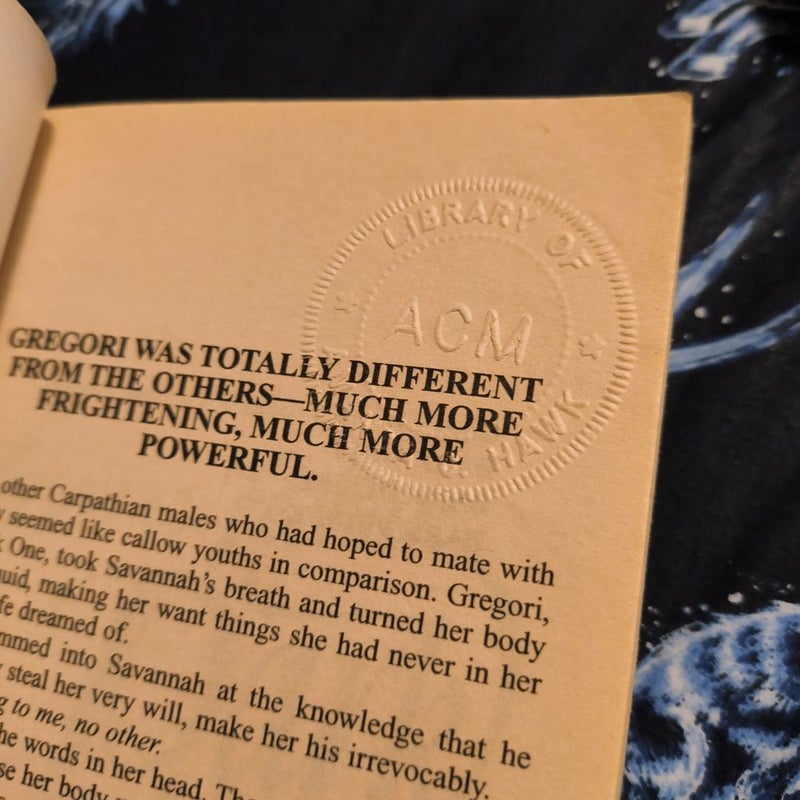 LIBRARY OF
ACM
HAWK
GREGORI WAS TOTALLY DIFFERENT
FROM THE OTHERS—MUCH MORE
FRIGHTENING, MUCH MORE
POWERFUL.
other Carpathian males who had hoped to mate with
seemed like callow youths in comparison. Gregori,
One, took Savannah's breath and turned her body
making her want things she had never in her
dreamed of.
into Savannah at the knowledge that he
steal her very will, make her his irrevocably.
to me, no other.
words in her head.
her body